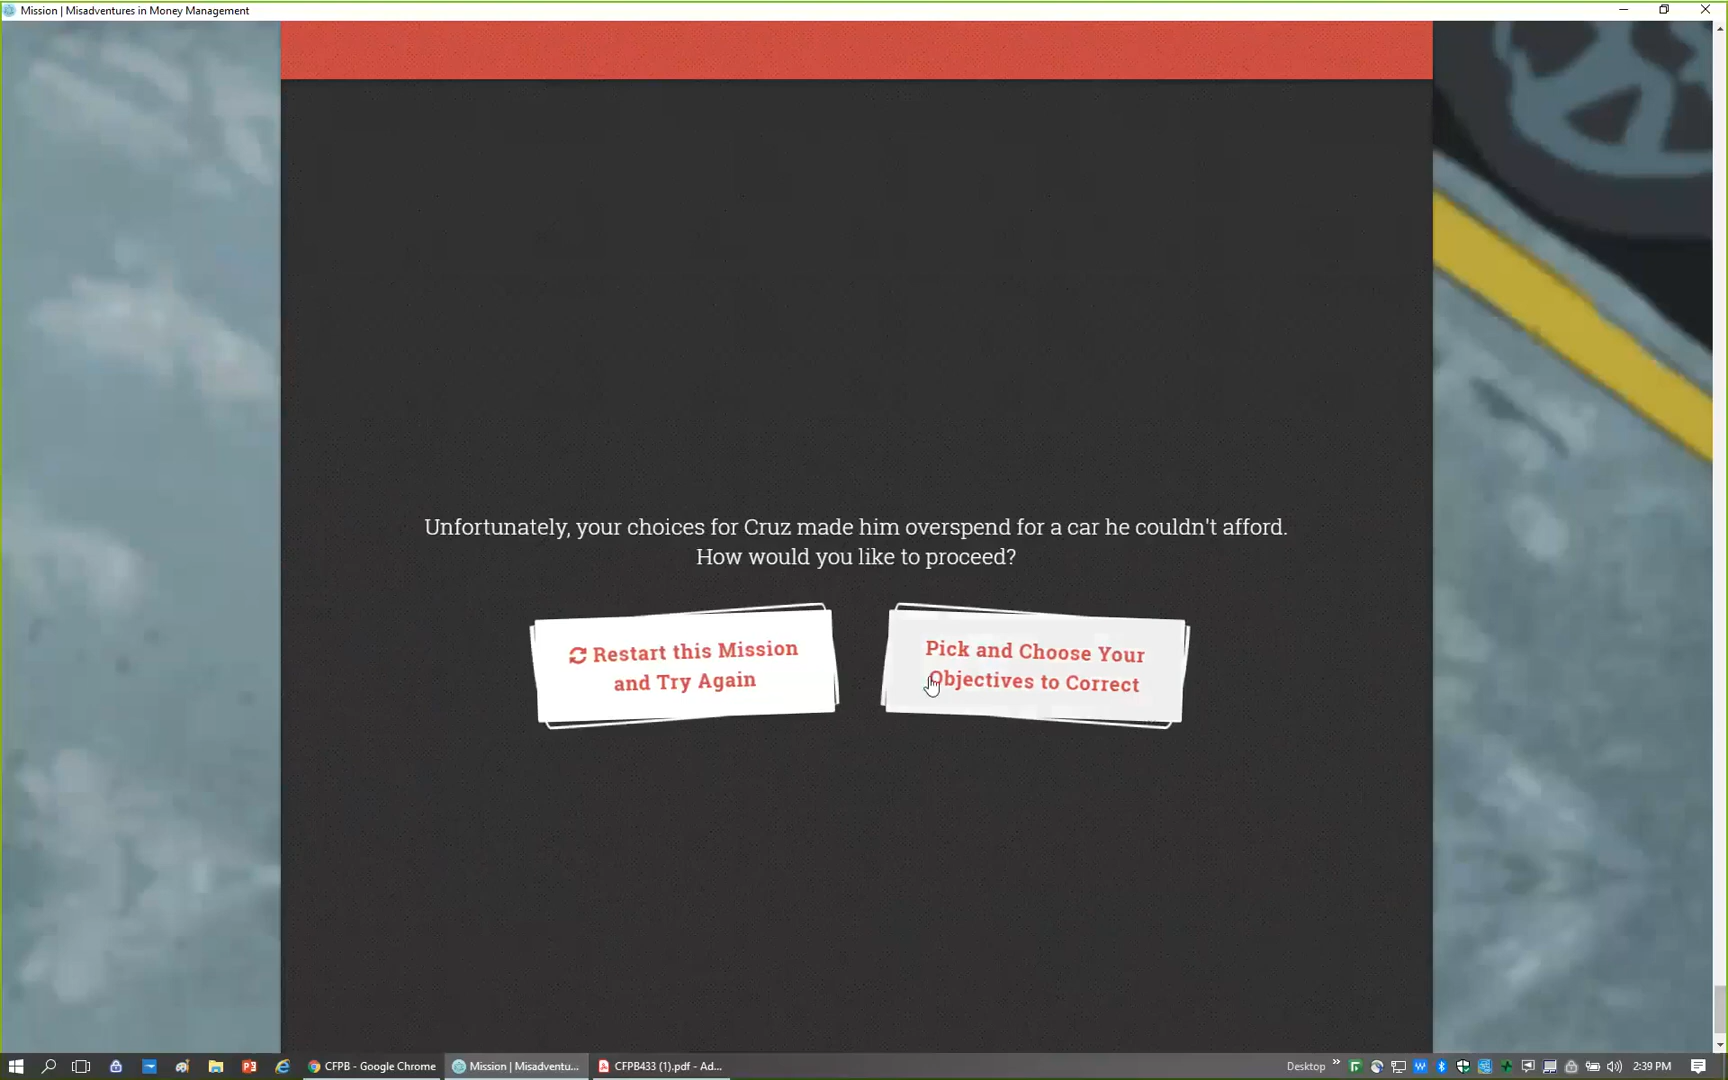 Mission | Misadventures in Money Management
Unfortunately, your choices for Cruz made him overspend for a car he couldn't afford.
How would you like to proceed?
Restart this Mission
and Try Again
Pick and Choose Your
Objectives to Correct
CFPB - Google Chrome
Mission | Misadventu...
CFPB433 (1).pdf - Ad...
Desktop
2:39 PM